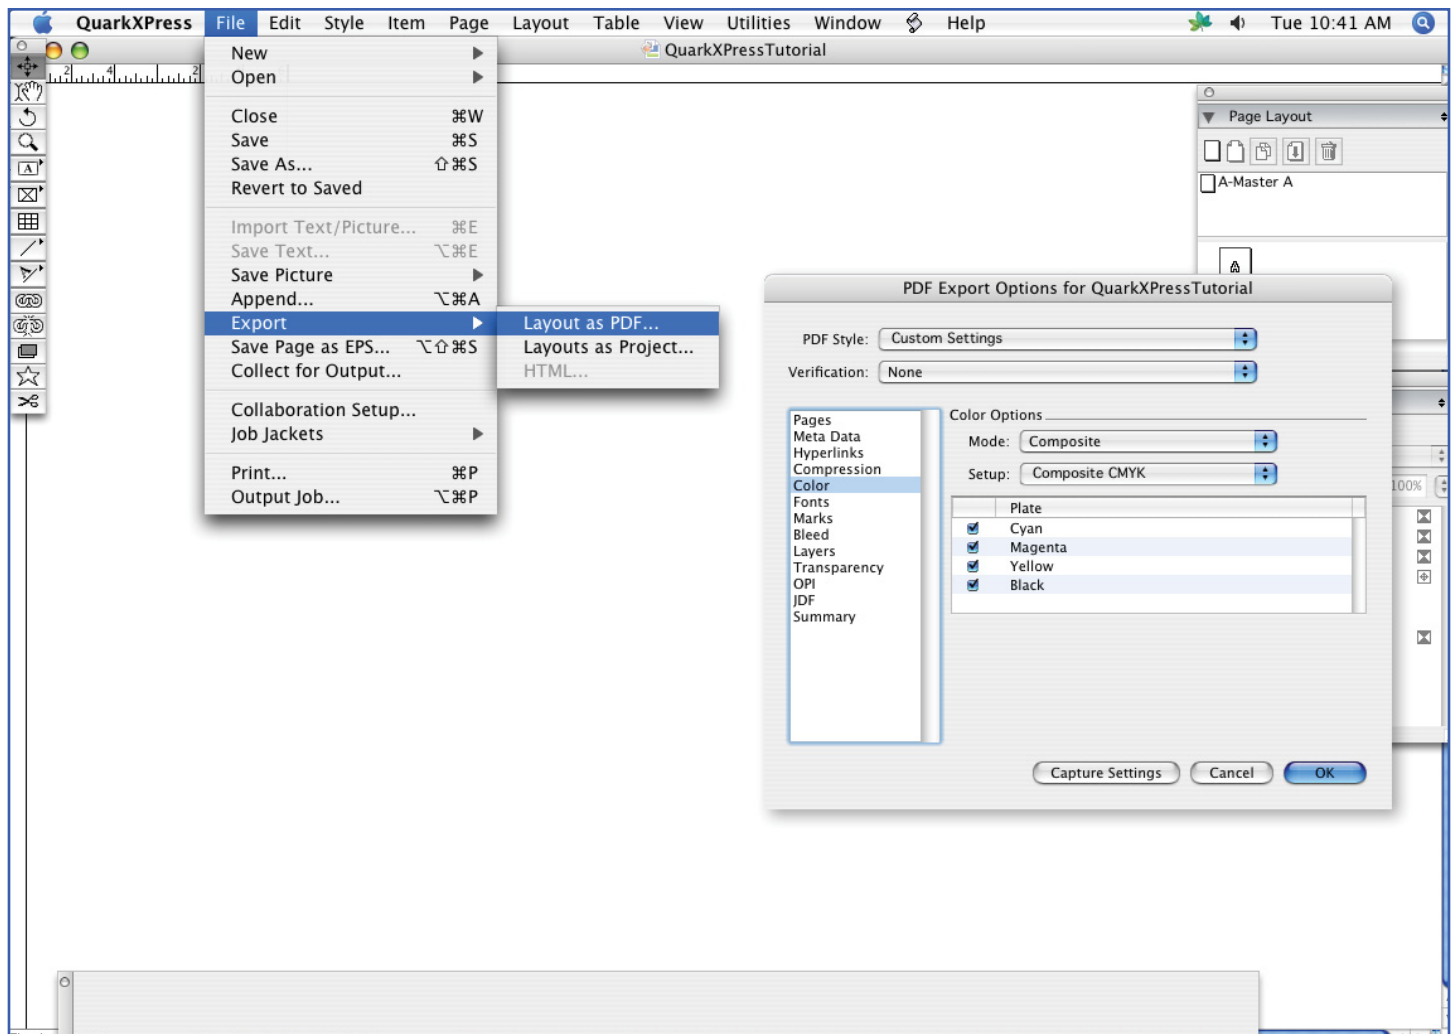 QuarkXPress File Edit Style Item Page Layout Table View Utilities Window Help Tue 10:41 AM
QuarkXPressTutorial
2 4 2
New
Open
Close ⌘W
Save ⌘S
Save As... ⇧⌘S
Revert to Saved
Import Text/Picture... ⌘E
Save Text... ⌥⌘E
Save Picture
Append... ⌥⌘A
Export
Save Page as EPS... ⌥⇧⌘S
Collect for Output...
Collaboration Setup...
Job Jackets
Print... ⌘P
Output Job... ⌥⌘P
Layout as PDF...
Layouts as Project...
HTML...
A
Page Layout
A-Master A
A
PDF Export Options for QuarkXPressTutorial
PDF Style: Custom Settings
Verification: None
Pages
Meta Data
Hyperlinks
Compression
Color
Fonts
Marks
Bleed
Layers
Transparency
OPI
JDF
Summary
Color Options
Mode: Composite
Setup: Composite CMYK
Plate
Cyan
Magenta
Yellow
Black
Capture Settings Cancel OK
100%